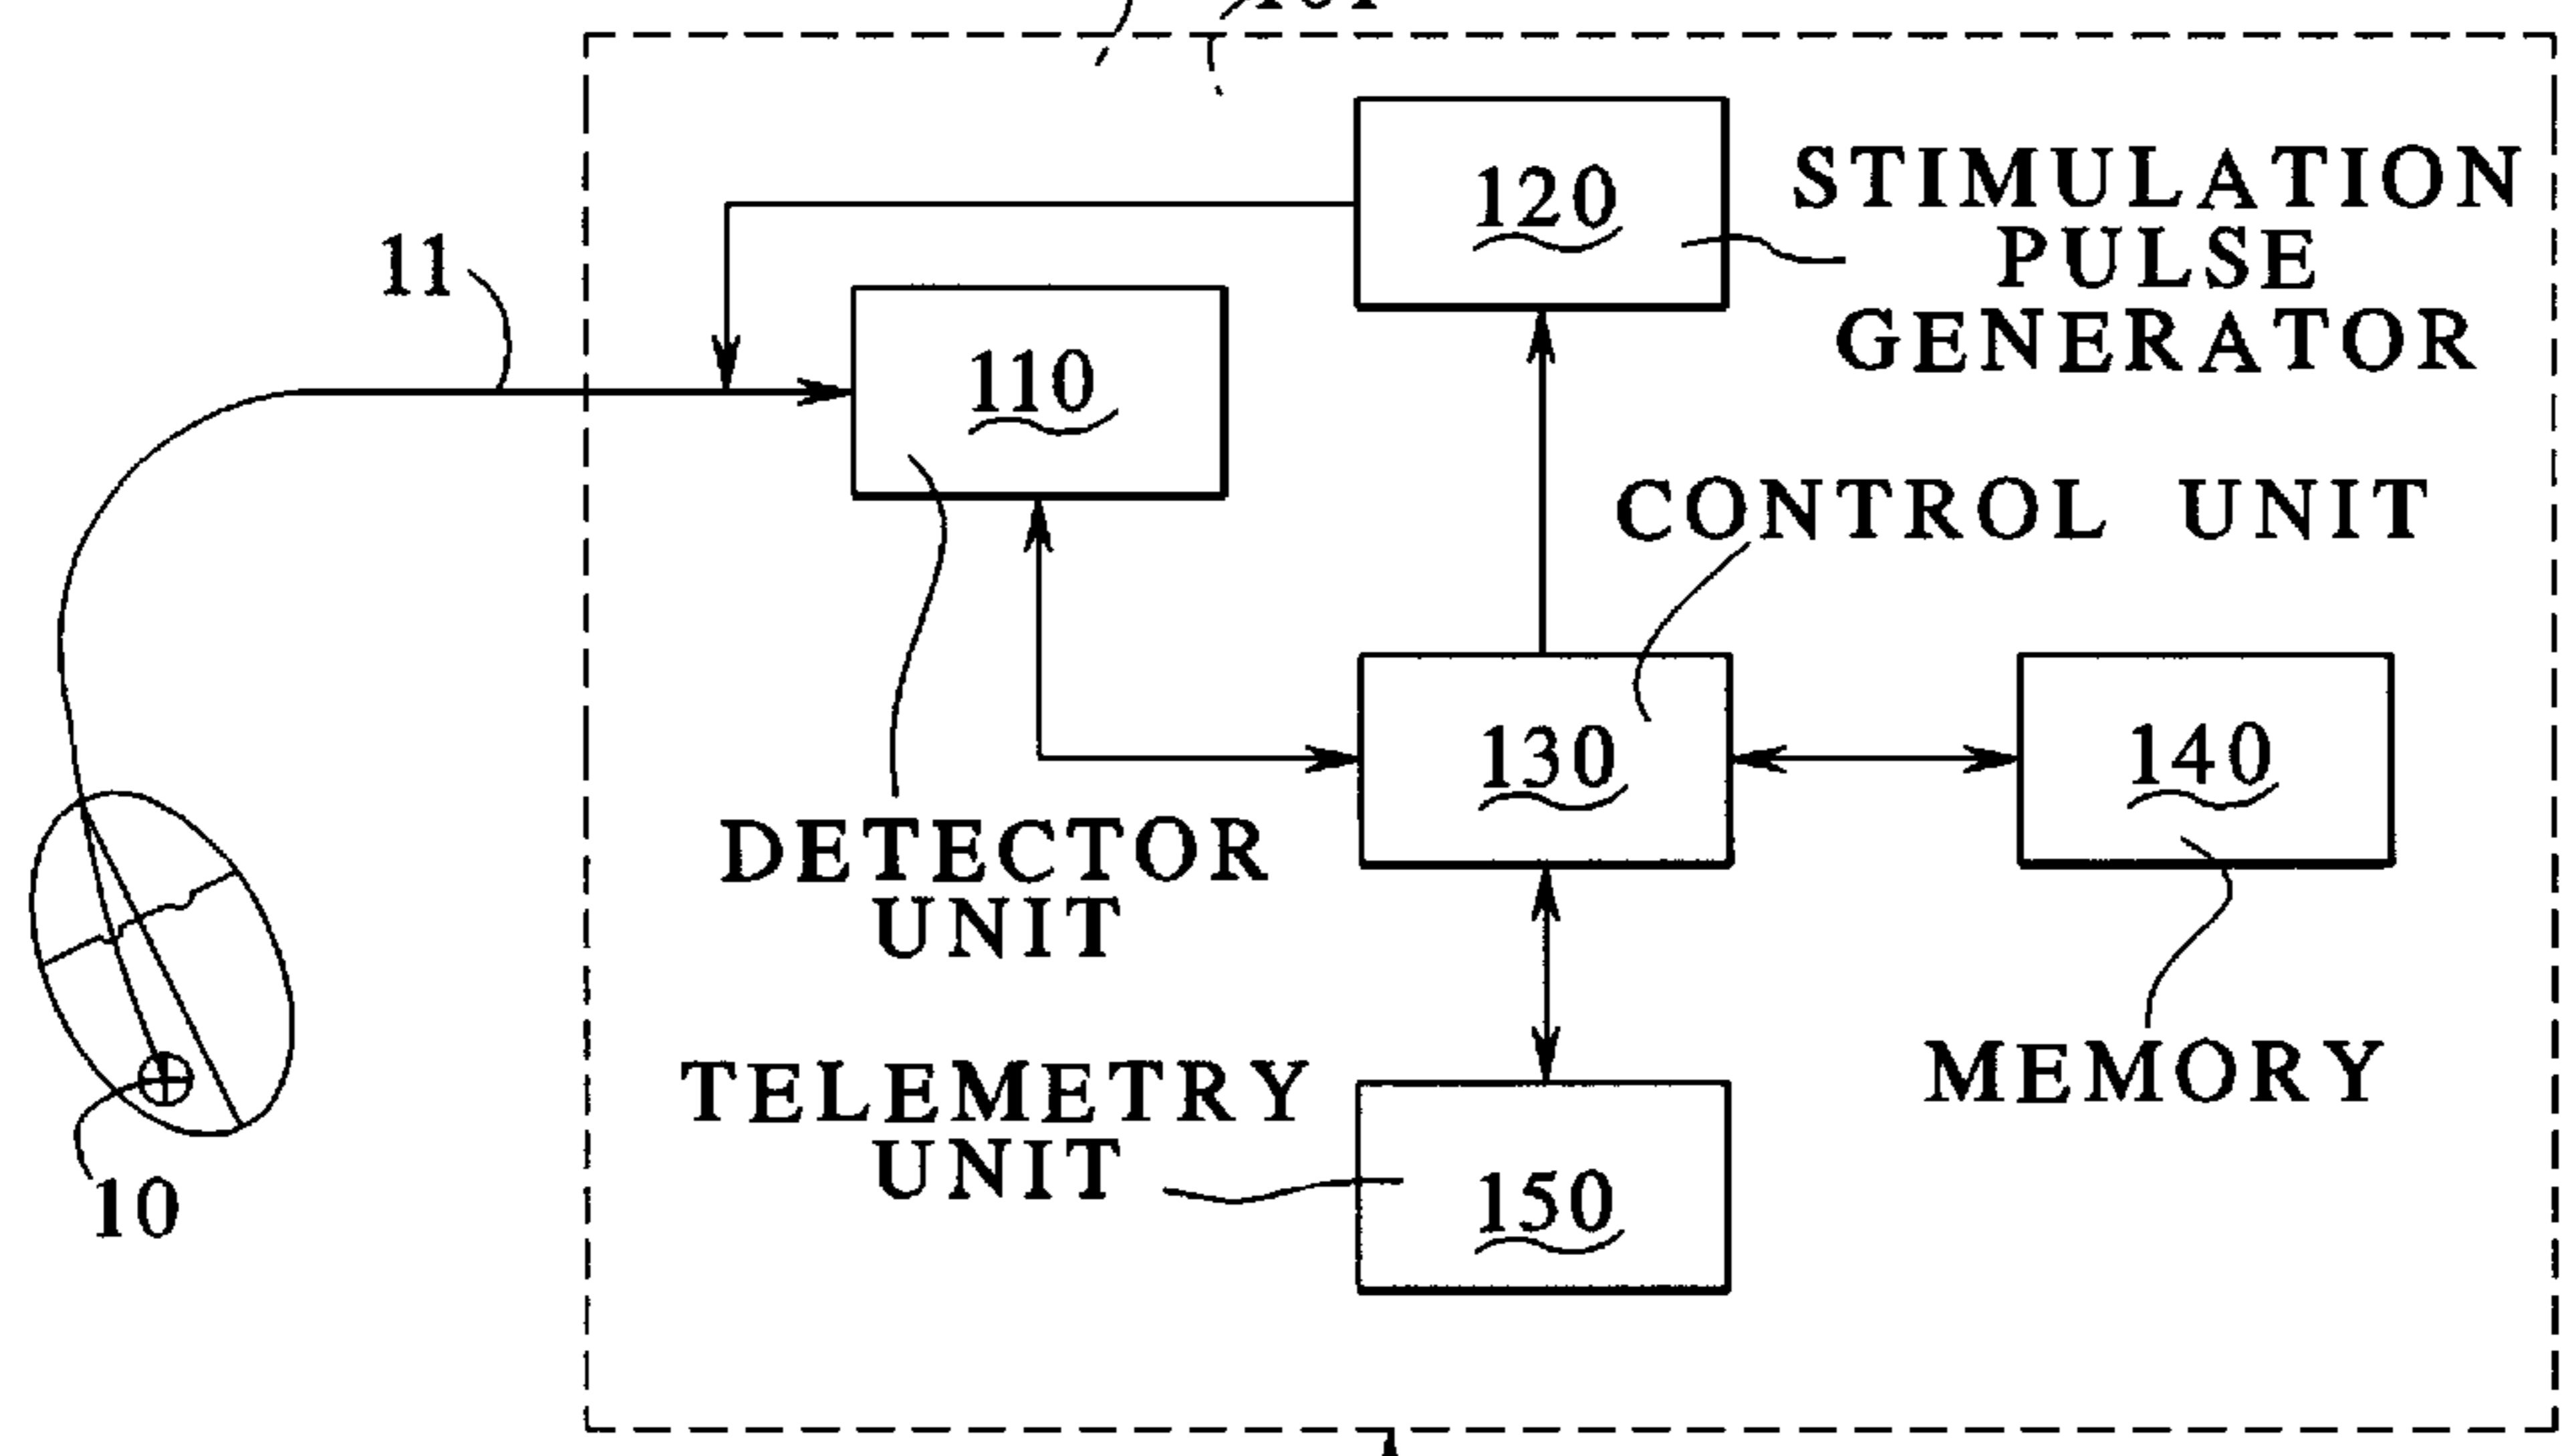 120
STIMULATION
PULSE
GENERATOR
11
110
CONTROL UNIT
130
140
DETECTOR
UNIT
MEMORY
TELEMETRY
UNIT
150
10